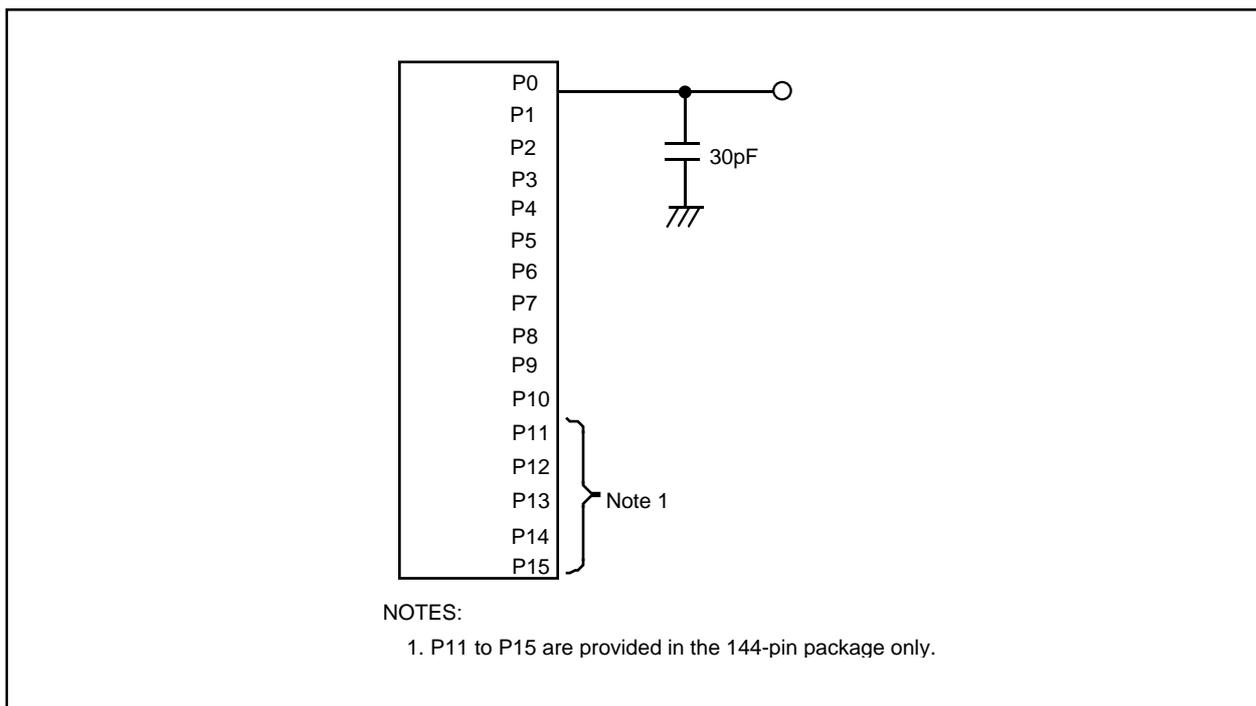 P0
P1
P2
P3
P4
P5
P6
P7
P8
P9
P10
P11
P12
P13
P14
P15
30pF
Note 1
NOTES:
1. P11 to P15 are provided in the 144-pin package only.